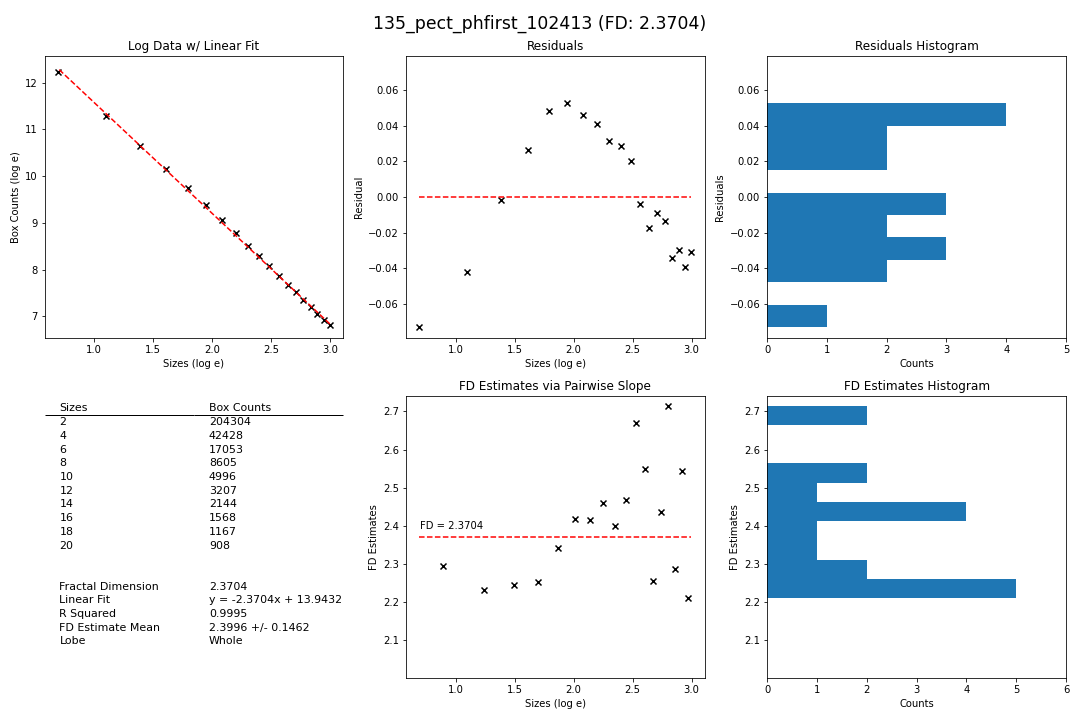 135_pect_phfirst_102413 (FD: 2.3704)
Log Data w/ Linear Fit
Box Counts (log e)
12
11
10
9
8
7
1.0 1.5 2.0 2.5 3.0
Sizes (log e)
Residuals
Residual
0.06
0.04
0.02
0.00
−0.02
−0.04
−0.06
1.0 1.5 2.0 2.5 3.0
Sizes (log e)
Residuals Histogram
Residuals
0.06
0.04
0.02
0.00
−0.02
−0.04
−0.06
0 1 2 3 4 5
Counts
Sizes Box Counts
2 204304
4 42428
6 17053
8 8605
10 4996
12 3207
14 2144
16 1568
18 1167
20 908
Fractal Dimension 2.3704
Linear Fit y = -2.3704x + 13.9432
R Squared 0.9995
FD Estimate Mean 2.3996 +/- 0.1462
Lobe Whole
FD Estimates via Pairwise Slope
FD Estimates
2.7
2.6
2.5
2.4
2.3
2.2
2.1
FD = 2.3704
1.0 1.5 2.0 2.5 3.0
Sizes (log e)
FD Estimates Histogram
FD Estimates
2.7
2.6
2.5
2.4
2.3
2.2
2.1
0 1 2 3 4 5 6
Counts